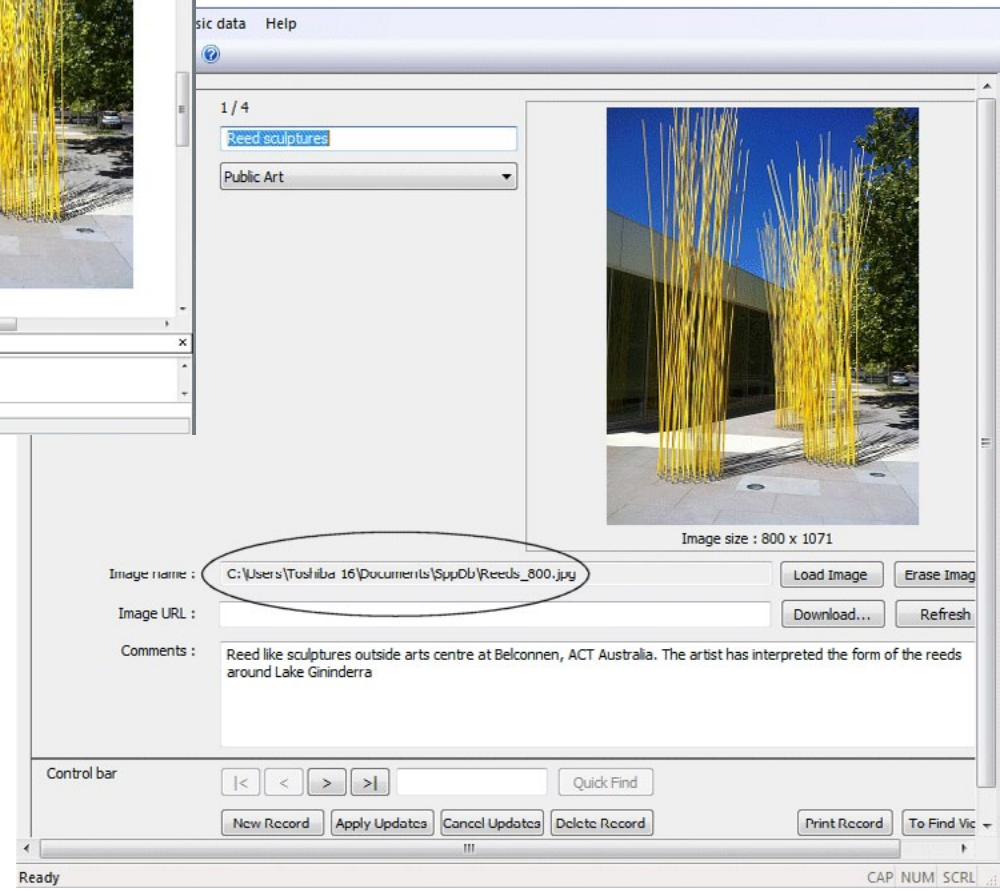 sic data Help
1 / 4
Reed sculptures
Public Art
Image size : 800 x 1071
Image name : C:\Users\Toshiba 16\Documents\SppDb\Reeds_800.jpg Load Image Erase Imag
Image URL : Download... Refresh
Comments : Reed like sculptures outside arts centre at Belconnen, ACT Australia. The artist has interpreted the form of the reeds
around Lake Gininderra
Control bar |< < > >| Quick Find
New Record Apply Updates Cancel Updates Delete Record Print Record To Find Vie
Ready CAP NUM SCRL